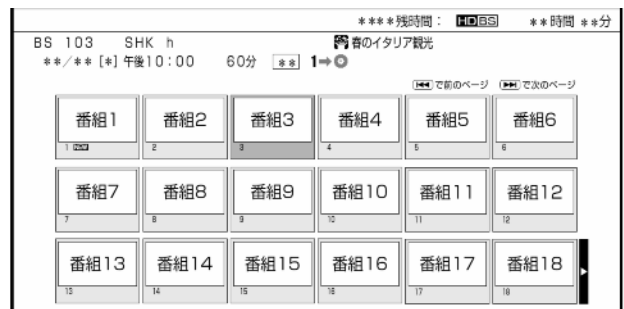 ****残時間： HD BS **時間 **分
BS 103 SHK h 春のイタリア観光
**/** [*] 午後10：00 60分 ** 1➡
⏮で前のページ ⏭で次のページ
番組1 番組2 番組3 番組4 番組5 番組6
1 NEW 2 3 4 5 6
番組7 番組8 番組9 番組10 番組11 番組12
7 8 9 10 11 12
番組13 番組14 番組15 番組16 番組17 番組18
13 14 15 16 17 18